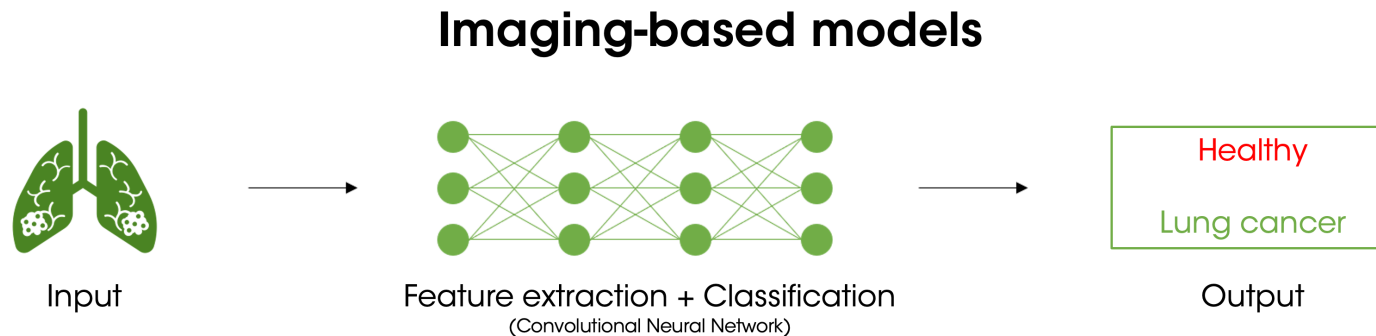 Imaging-based models
Healthy
Lung cancer
Input
Feature extraction + Classification
(Convolutional Neural Network)
Output